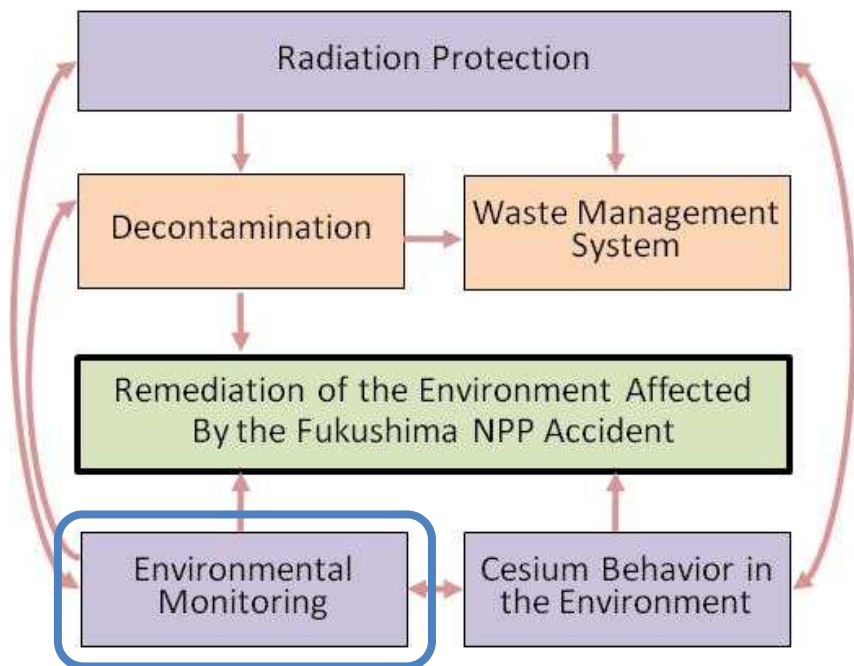 Radiation Protection
Decontamination
Waste Management
System
Remediation of the Environment Affected
By the Fukushima NPP Accident
Environmental
Monitoring
Cesium Behavior in
the Environment